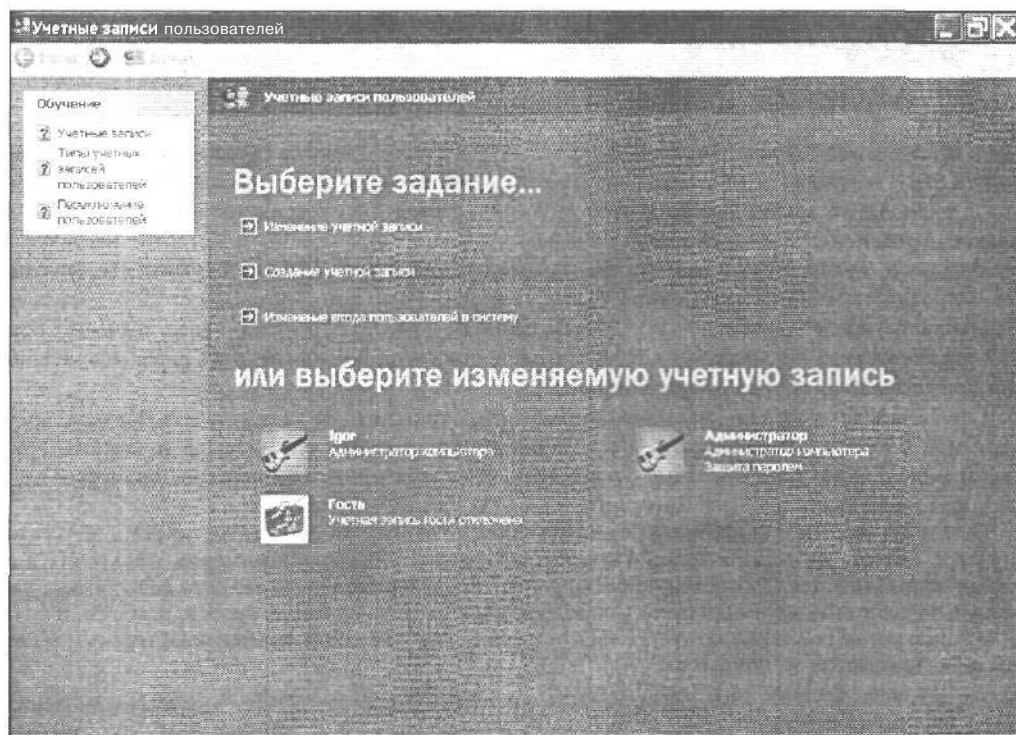 Учетные записи пользователей
Учетные записи пользователей
Обучение
Учетные записи
Типы учетных
записей
пользователей
Переключение
пользователей
Выберите задание...
Изменение учетной записи
Создание учетной записи
Изменение входа пользователей в систему
или выберите изменяемую учетную запись
Igor
Администратор компьютера
Администратор
Администратор компьютера
Защита паролем
Гость
Учетная запись гостя отключена